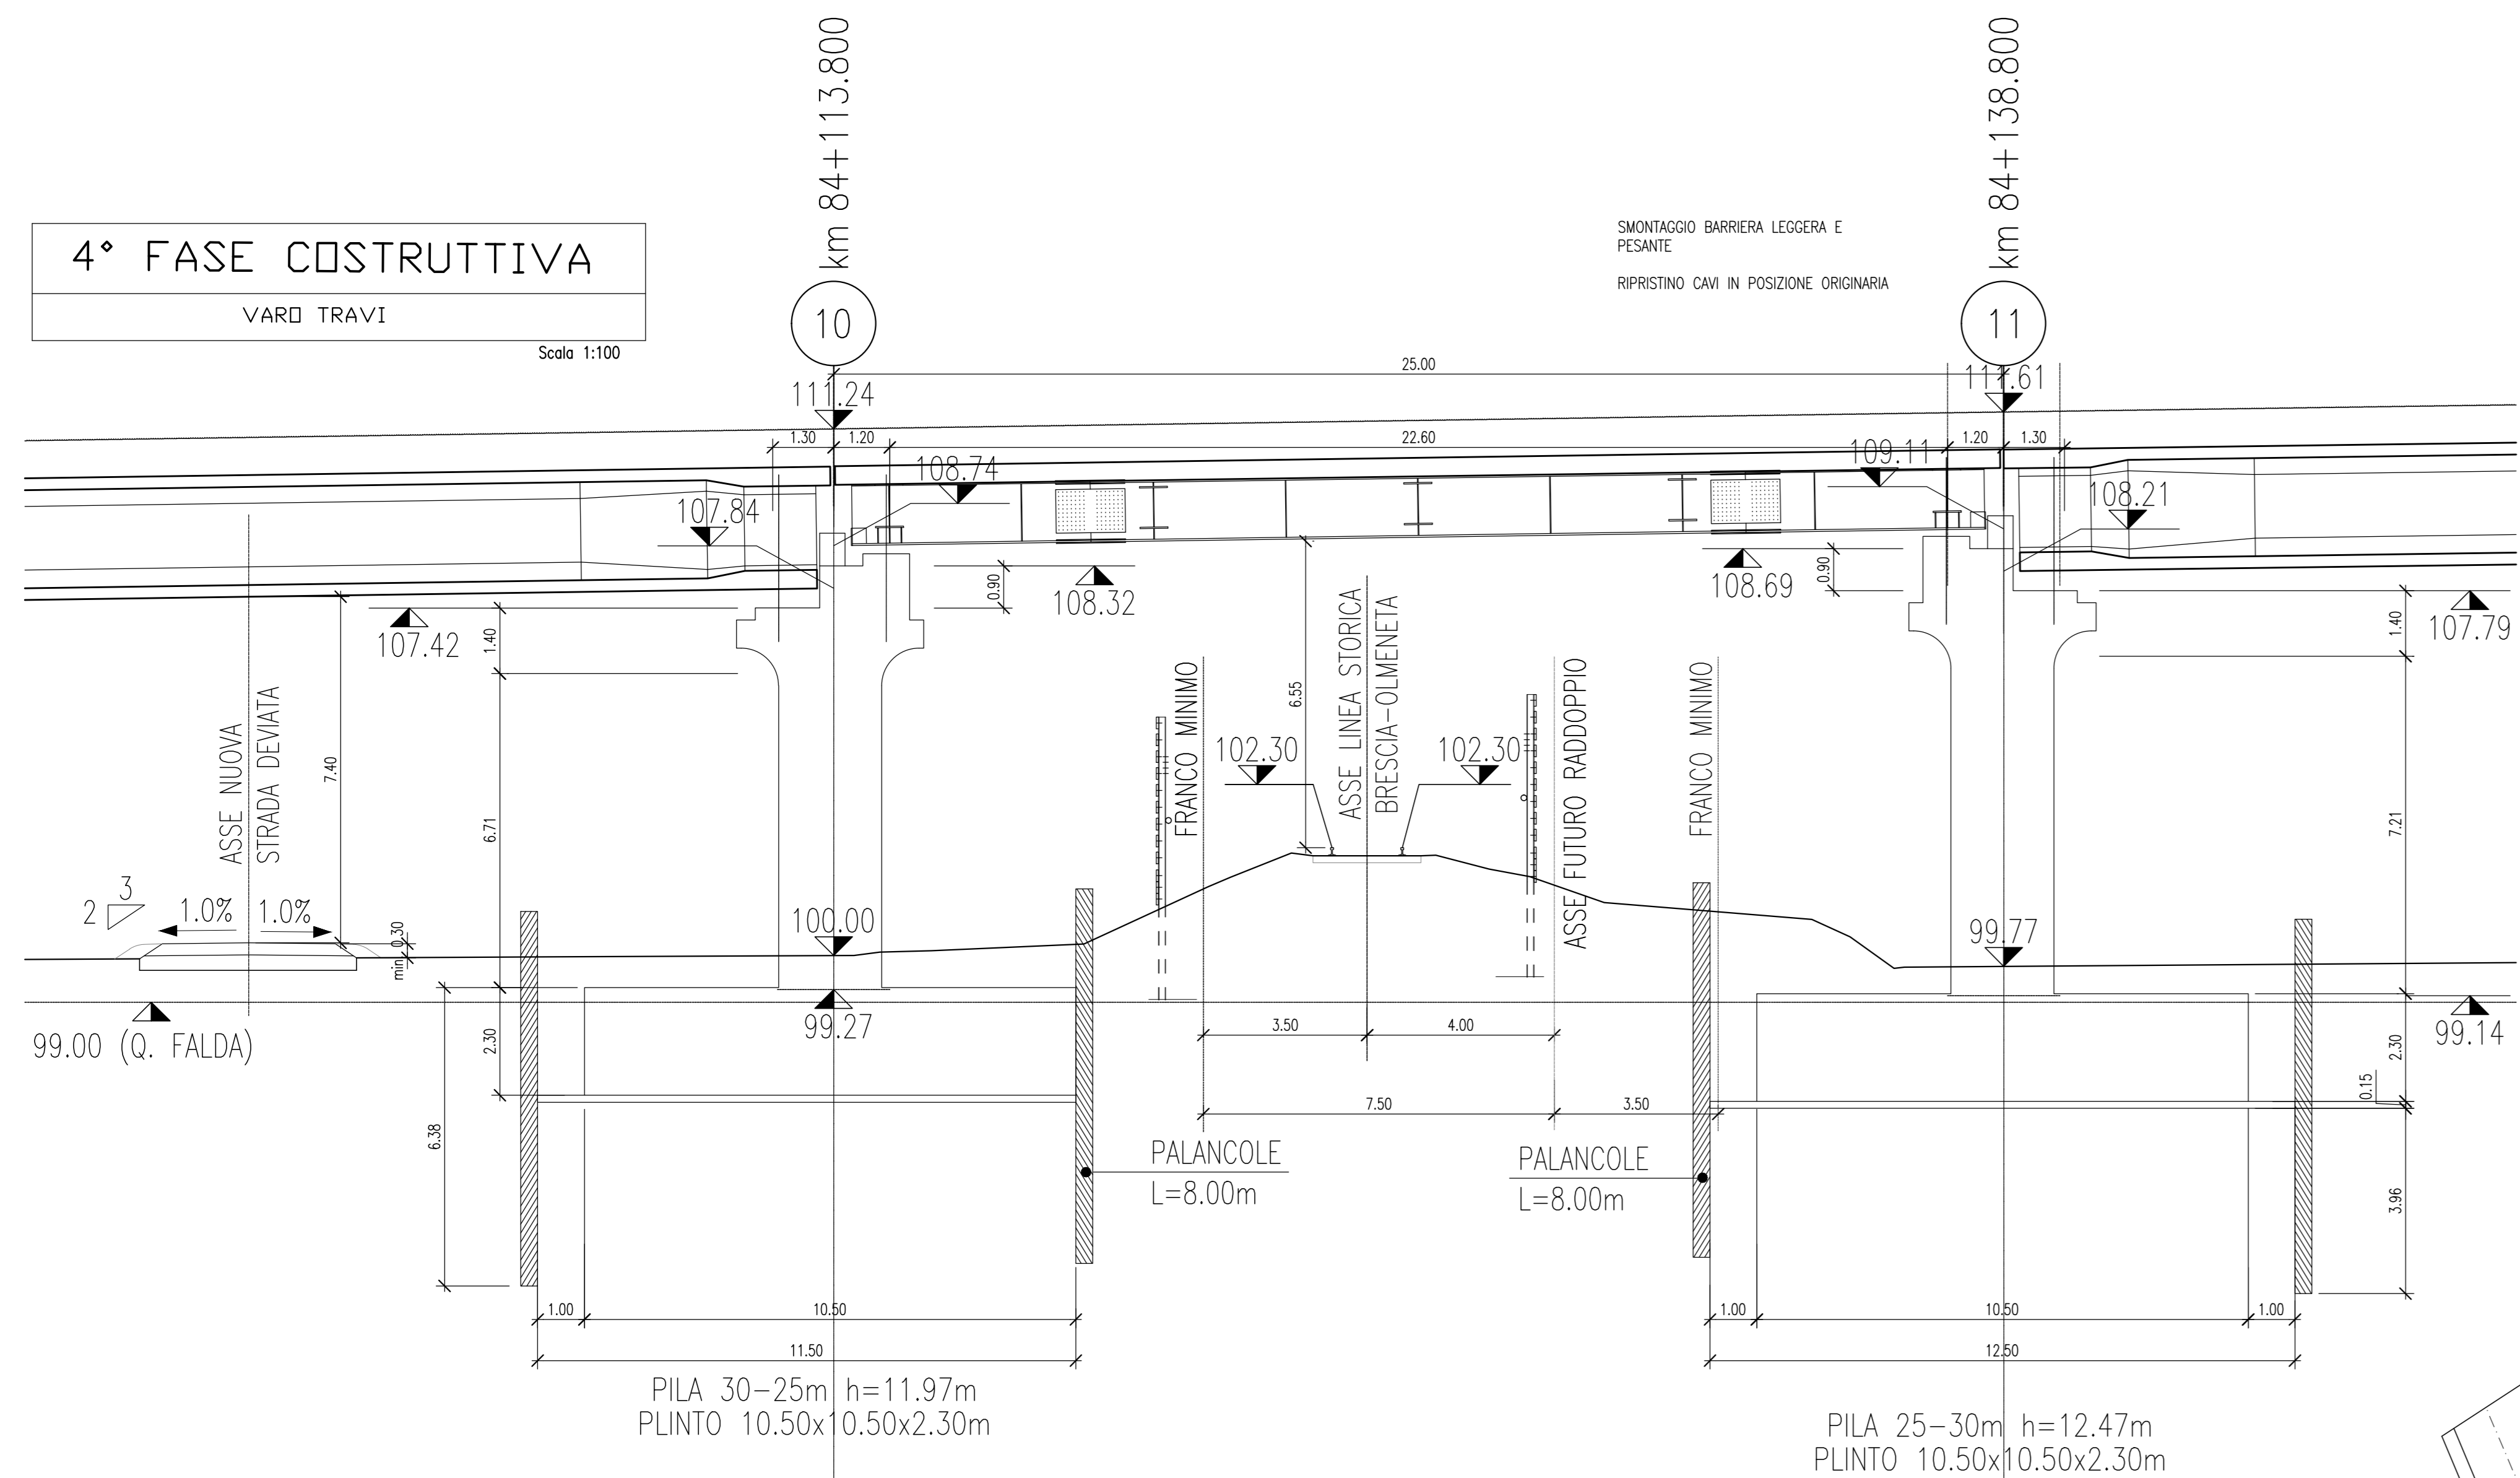 km 84+113.800
km 84+138.800
4° FASE COSTRUTTIVA
VARO TRAVI
Scala 1:100
SMONTAGGIO BARRIERA LEGGERA E
PESANTE
RIPRISTINO CAVI IN POSIZIONE ORIGINARIA
10
11
25.00
111.24
111.61
1.30
1.20
22.60
1.20
1.30
108.74
109.11
107.84
108.21
0.90
108.32
108.69
0.90
107.42
107.79
1.40
1.40
7.40
6.71
6.55
7.21
ASSE NUOVA
STRADA DEVIATA
FRANCO MINIMO
ASSE LINEA STORICA
BRESCIA-OLMENETA
ASSE FUTURO RADDOPPIO
FRANCO MINIMO
102.30
102.30
3
2
1.0%
1.0%
min 0.30
100.00
99.77
99.27
99.14
99.00 (Q. FALDA)
2.30
2.30
0.15
3.50
4.00
7.50
3.50
6.38
3.96
PALANCOLE
L=8.00m
PALANCOLE
L=8.00m
1.00
10.50
1.00
10.50
1.00
11.50
12.50
PILA 30-25m h=11.97m
PLINTO 10.50x10.50x2.30m
PILA 25-30m h=12.47m
PLINTO 10.50x10.50x2.30m